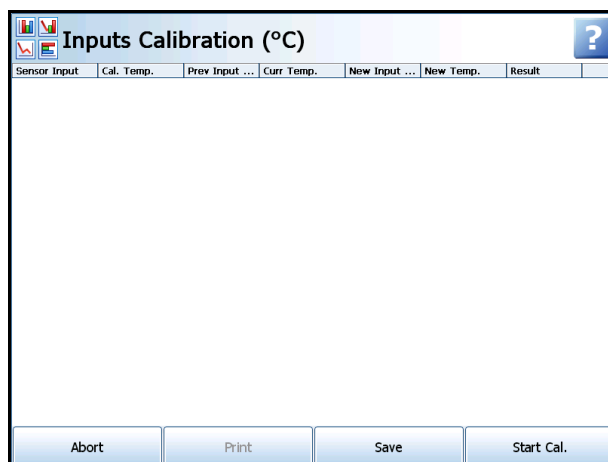 Inputs Calibration (°C)
?
Sensor Input Cal. Temp. Prev Input ... Curr Temp. New Input ... New Temp. Result
Abort Print Save Start Cal.